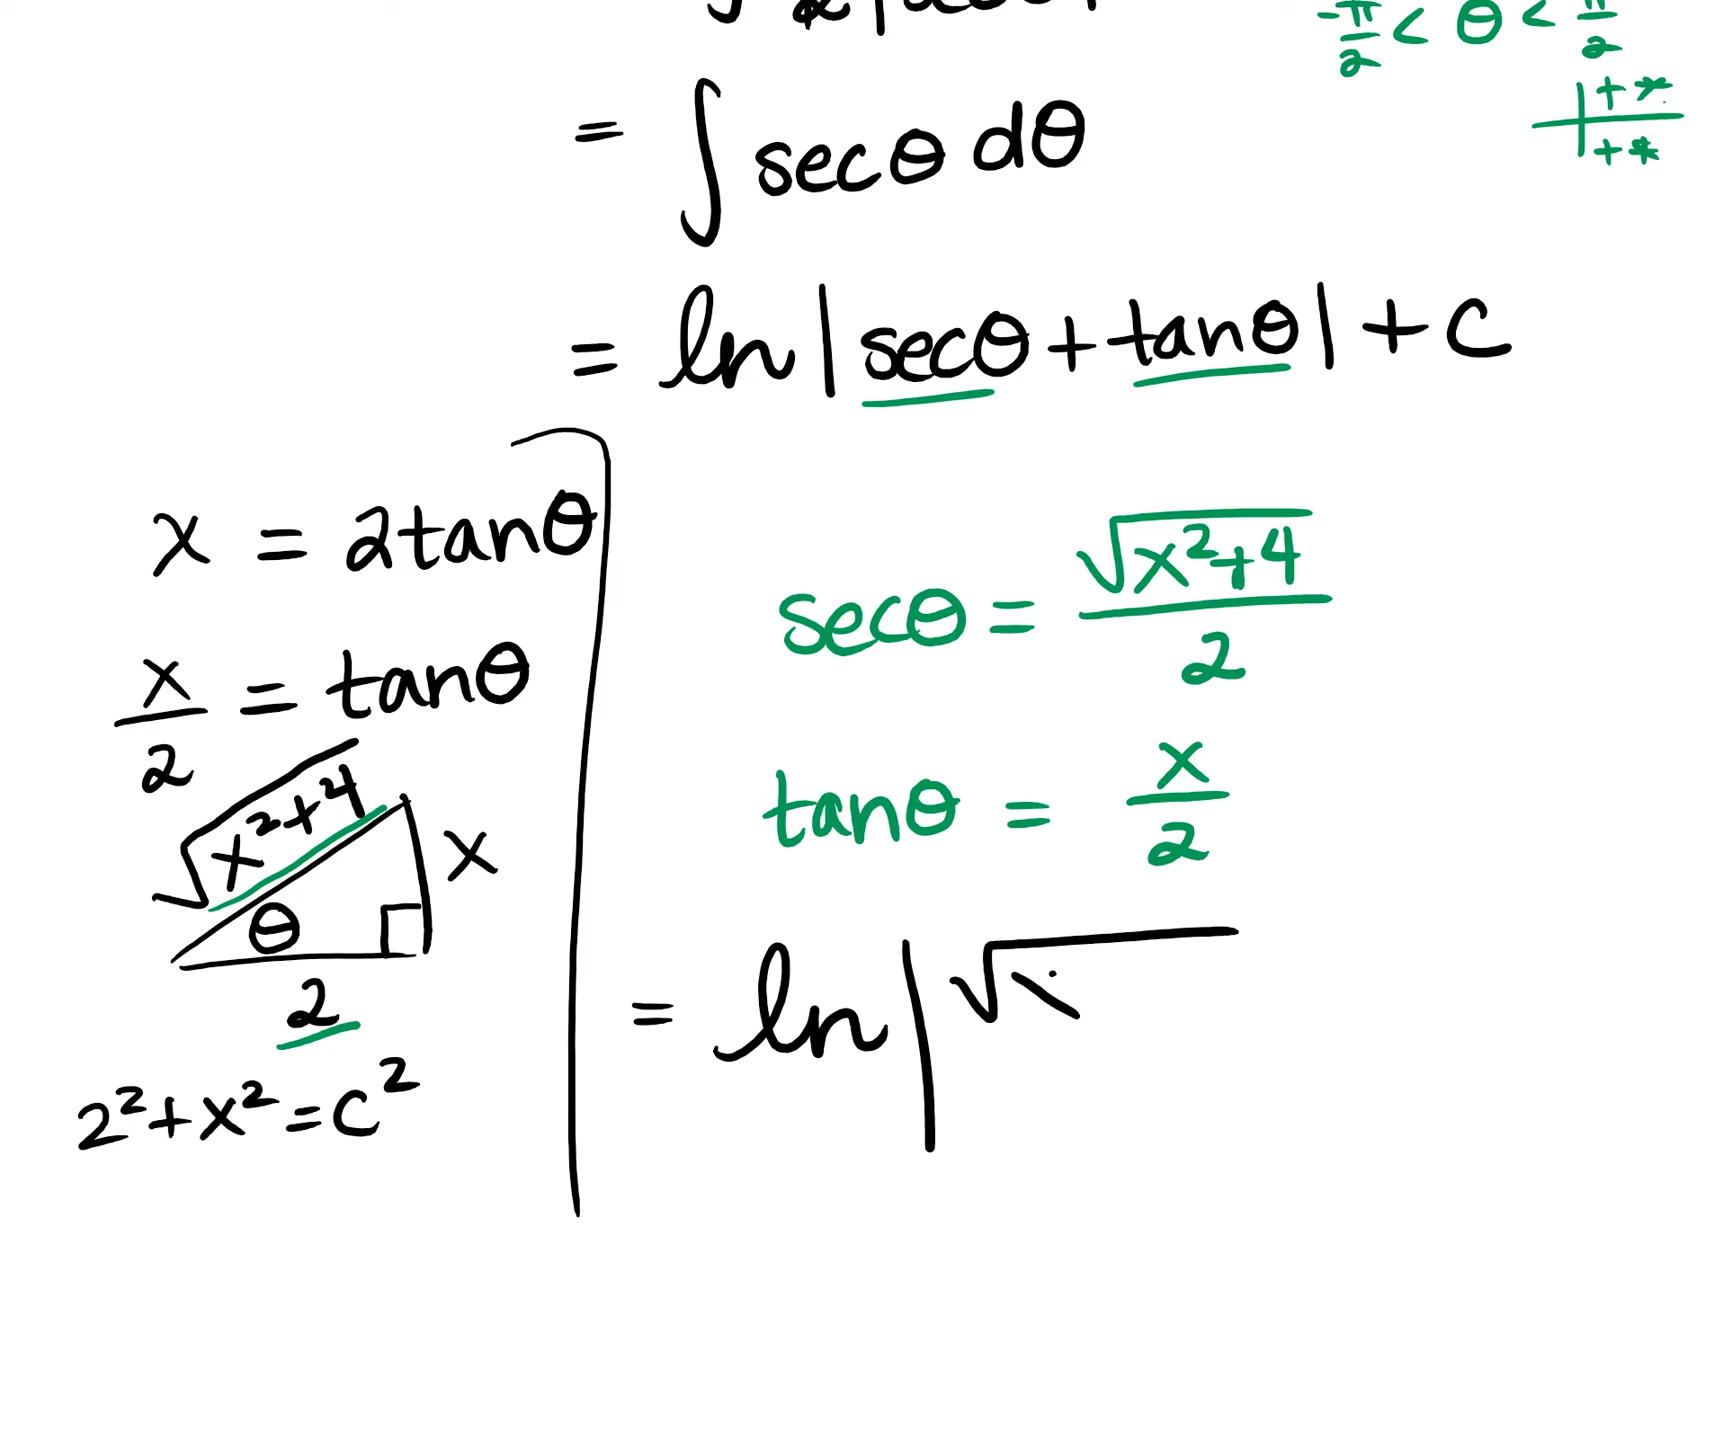 -π/2 < θ < π/2
= ∫ secθ dθ
= ln|secθ + tanθ| + C
x = 2tanθ
x/2 = tanθ
√x²+4
x
θ
2
2²+x²=c²
secθ = √x²+4 / 2
tanθ = x/2
= ln|√